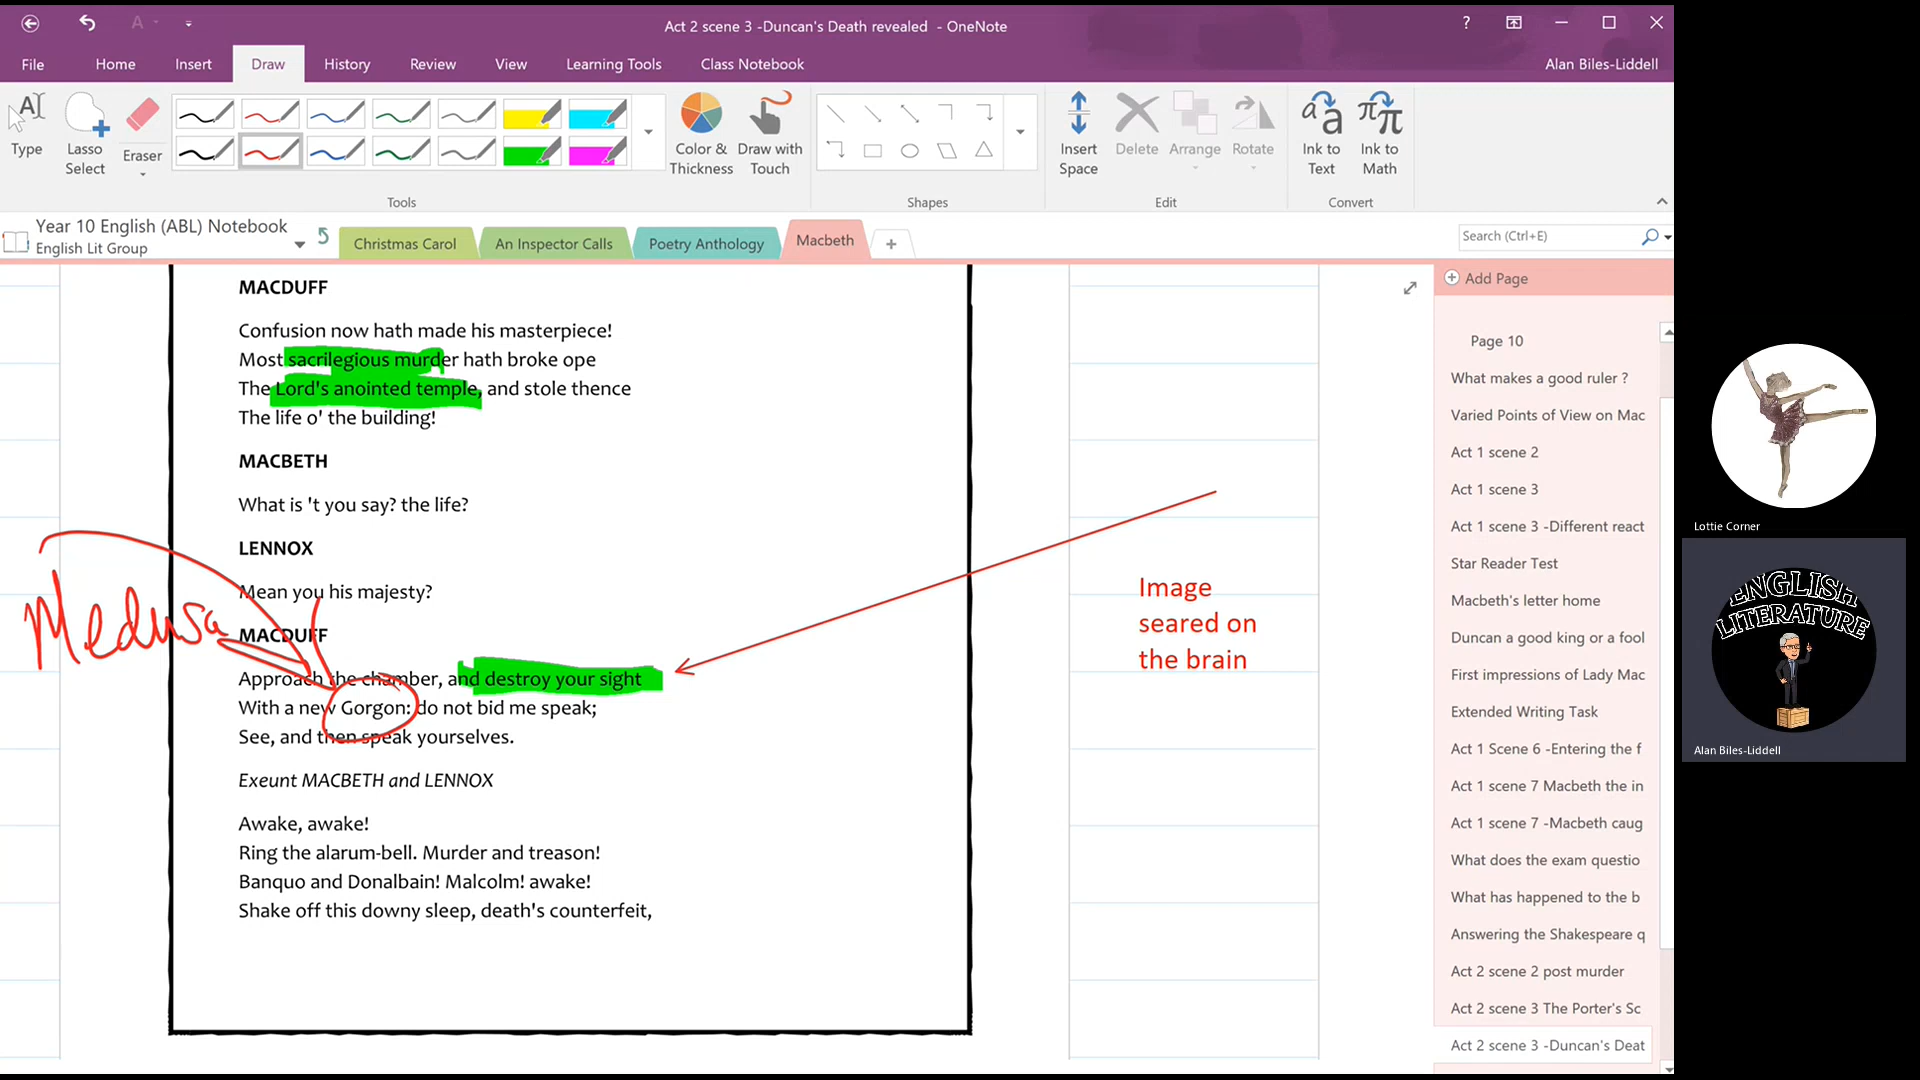 Act 2 scene 3 -Duncan's Death revealed - OneNote
?
File Home Insert Draw History Review View Learning Tools Class Notebook
Alan Biles-Liddell
Type
Lasso Select
Eraser
Color & Thickness
Draw with Touch
Insert Space
Delete
Arrange
Rotate
Ink to Text
Ink to Math
Tools
Shapes
Edit
Convert
Year 10 English (ABL) Notebook
English Lit Group
Christmas Carol
An Inspector Calls
Poetry Anthology
Macbeth
Search (Ctrl+E)
MACDUFF
Confusion now hath made his masterpiece!
Most sacrilegious murder hath broke ope
The Lord's anointed temple, and stole thence
The life o' the building!
MACBETH
What is 't you say? the life?
LENNOX
Mean you his majesty?
Medusa
MACDUFF
Approach the chamber, and destroy your sight
With a new Gorgon: do not bid me speak;
See, and then speak yourselves.
Exeunt MACBETH and LENNOX
Awake, awake!
Ring the alarum-bell. Murder and treason!
Banquo and Donalbain! Malcolm! awake!
Shake off this downy sleep, death's counterfeit,
Image
seared on
the brain
Add Page
Page 10
What makes a good ruler ?
Varied Points of View on Mac
Act 1 scene 2
Act 1 scene 3
Act 1 scene 3 -Different react
Star Reader Test
Macbeth's letter home
Duncan a good king or a fool
First impressions of Lady Mac
Extended Writing Task
Act 1 Scene 6 -Entering the f
Act 1 scene 7 Macbeth the in
Act 1 scene 7 -Macbeth caug
What does the exam questio
What has happened to the b
Answering the Shakespeare q
Act 2 scene 2 post murder
Act 2 scene 3 The Porter's Sc
Act 2 scene 3 -Duncan's Deat
Lottie Corner
ENGLISH
LITERATURE
Alan Biles-Liddell